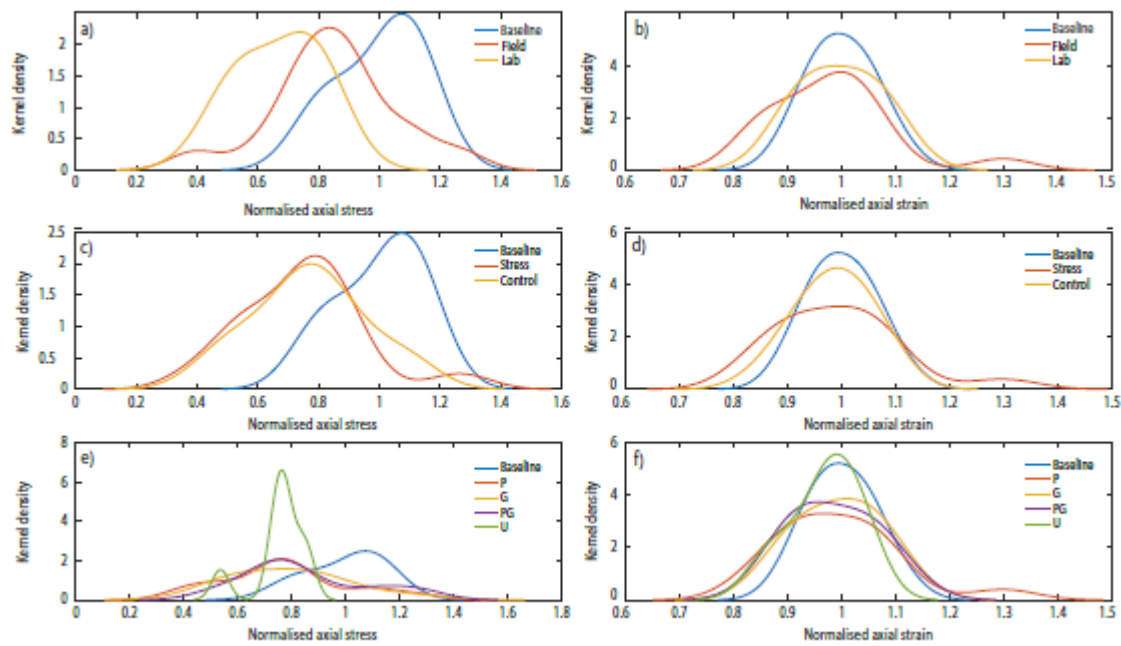 a)
Baseline
Field
Lab
Kernel density
2
1.5
1
0.5
0
0 0.2 0.4 0.6 0.8 1 1.2 1.4 1.6
Normalised axial stress
b)
Baseline
Field
Lab
Kernel density
4
2
0
0.6 0.7 0.8 0.9 1 1.1 1.2 1.3 1.4 1.5
Normalised axial strain
c)
Baseline
Stress
Control
Kernel density
2.5
2
1.5
1
0.5
0
0 0.2 0.4 0.6 0.8 1 1.2 1.4 1.6
Normalised axial stress
d)
Baseline
Stress
Control
Kernel density
6
4
2
0
0.6 0.7 0.8 0.9 1 1.1 1.2 1.3 1.4 1.5
Normalised axial strain
e)
Baseline
P
G
PG
U
Kernel density
8
6
4
2
0
0 0.2 0.4 0.6 0.8 1 1.2 1.4 1.6 1.8
Normalised axial stress
f)
Baseline
P
G
PG
U
Kernel density
6
4
2
0
0.6 0.7 0.8 0.9 1 1.1 1.2 1.3 1.4 1.5
Normalised axial strain